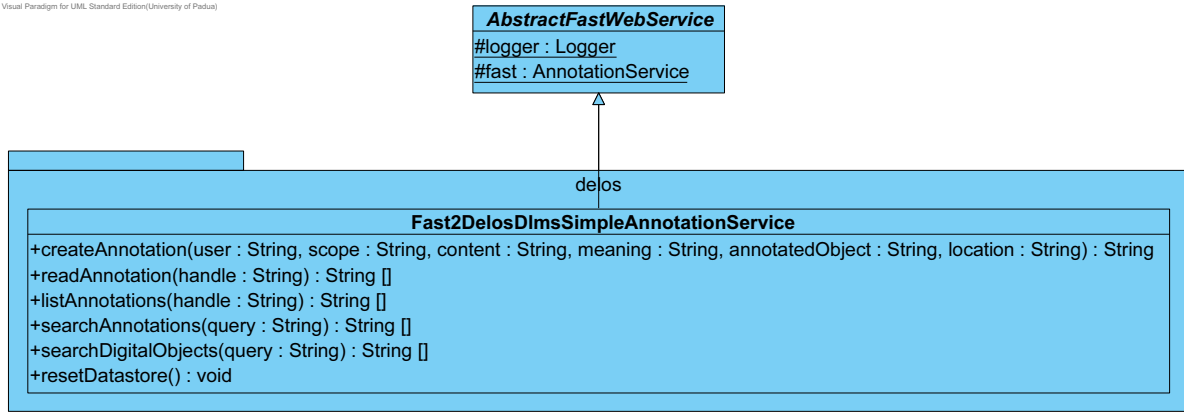 Visual Paradigm for UML Standard Edition(University of Padua)
AbstractFastWebService
#logger : Logger
#fast : AnnotationService
delos
Fast2DelosDlmsSimpleAnnotationService
+createAnnotation(user : String, scope : String, content : String, meaning : String, annotatedObject : String, location : String) : String
+readAnnotation(handle : String) : String []
+listAnnotations(handle : String) : String []
+searchAnnotations(query : String) : String []
+searchDigitalObjects(query : String) : String []
+resetDatastore() : void